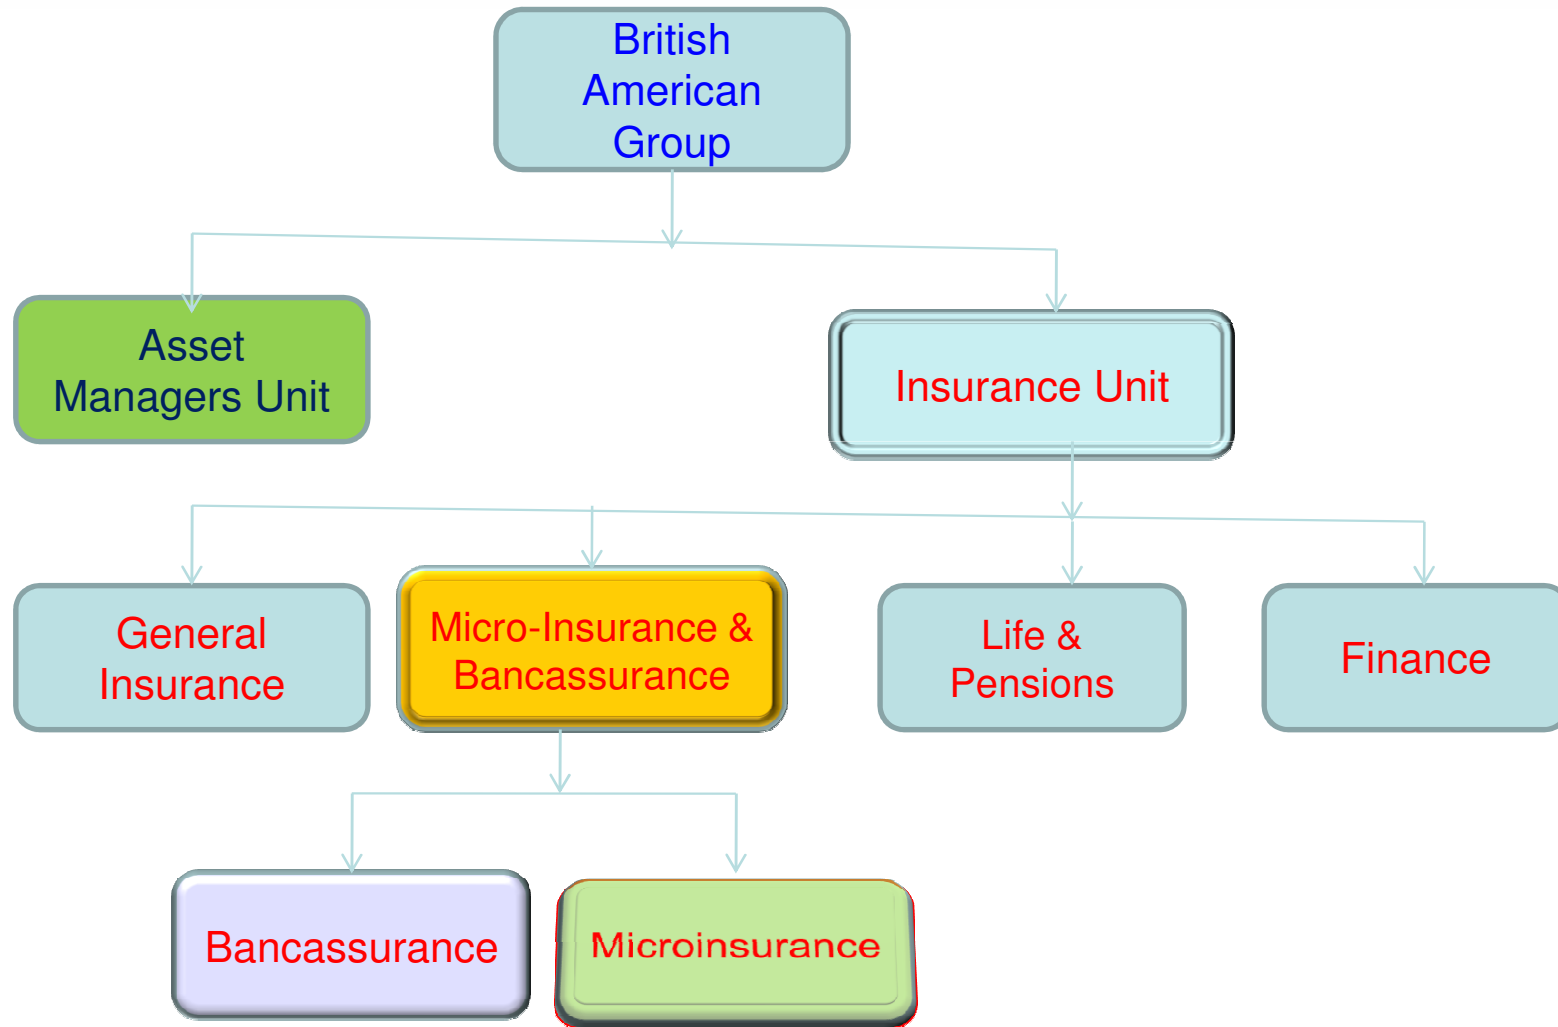 British
American
Group
Asset
Managers Unit
Insurance Unit
General
Insurance
Micro-Insurance &
Bancassurance
Life &
Pensions
Finance
Bancassurance
Microinsurance